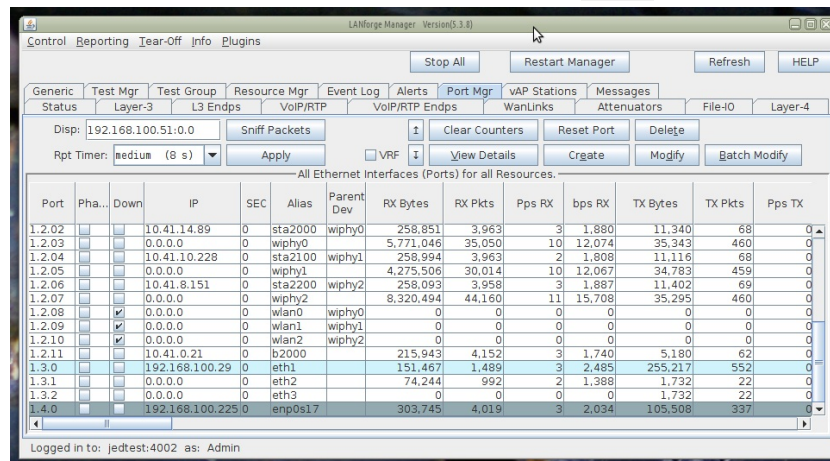 LANforge Manager Version(5.3.8)
Control Reporting Tear-Off Info Plugins
Stop All Restart Manager Refresh HELP
Generic Test Mgr Test Group Resource Mgr Event Log Alerts Port Mgr vAP Stations Messages
Status Layer-3 L3 Endps VoIP/RTP VoIP/RTP Endps WanLinks Attenuators File-IO Layer-4
Disp: 192.168.100.51:0.0 Sniff Packets Clear Counters Reset Port Delete
Rpt Timer: medium (8 s) Apply VRF View Details Create Modify Batch Modify
All Ethernet Interfaces (Ports) for all Resources.
Port Pha... Down IP SEC Alias Parent Dev RX Bytes RX Pkts Pps RX bps RX TX Bytes TX Pkts Pps TX
1.2.02 10.41.14.89 0 sta2000 wiphy0 258,851 3,963 3 1,880 11,340 68 0
1.2.03 0.0.0.0 0 wiphy0 5,771,046 35,050 10 12,074 35,343 460 0
1.2.04 10.41.10.228 0 sta2100 wiphy1 258,994 3,963 2 1,808 11,116 68 0
1.2.05 0.0.0.0 0 wiphy1 4,275,506 30,014 10 12,067 34,783 459 0
1.2.06 10.41.8.151 0 sta2200 wiphy2 258,093 3,958 3 1,887 11,402 69 0
1.2.07 0.0.0.0 0 wiphy2 8,320,494 44,160 11 15,708 35,295 460 0
1.2.08 0.0.0.0 0 wlan0 wiphy0 0 0 0 0 0 0 0
1.2.09 0.0.0.0 0 wlan1 wiphy1 0 0 0 0 0 0 0
1.2.10 0.0.0.0 0 wlan2 wiphy2 0 0 0 0 0 0 0
1.2.11 10.41.0.21 0 b2000 215,943 4,152 3 1,740 5,180 62 0
1.3.0 192.168.100.29 0 eth1 151,467 1,489 3 2,485 255,217 552 0
1.3.1 0.0.0.0 0 eth2 74,244 992 2 1,388 1,732 22 0
1.3.2 0.0.0.0 0 eth3 0 0 0 0 1,732 22 0
1.4.0 192.168.100.225 0 enp0s17 303,745 4,019 3 2,034 105,508 337 0
Logged in to: jedtest:4002 as: Admin